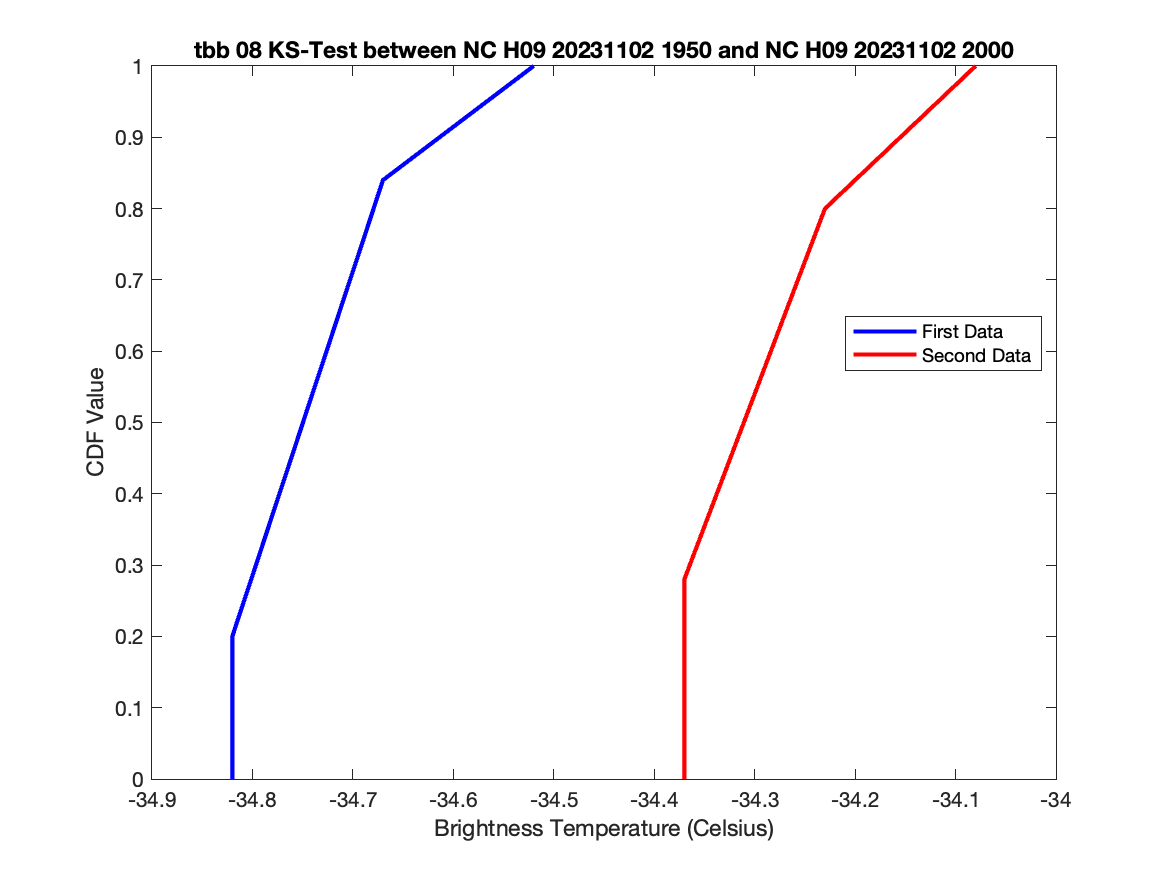 tbb 08 KS-Test between NC H09 20231102 1950 and NC H09 20231102 2000
1
0.9
0.8
0.7
0.6
0.5
0.4
0.3
0.2
0.1
0
CDF Value
First Data
Second Data
-34.9 -34.8 -34.7 -34.6 -34.5 -34.4 -34.3 -34.2 -34.1 -34
Brightness Temperature (Celsius)